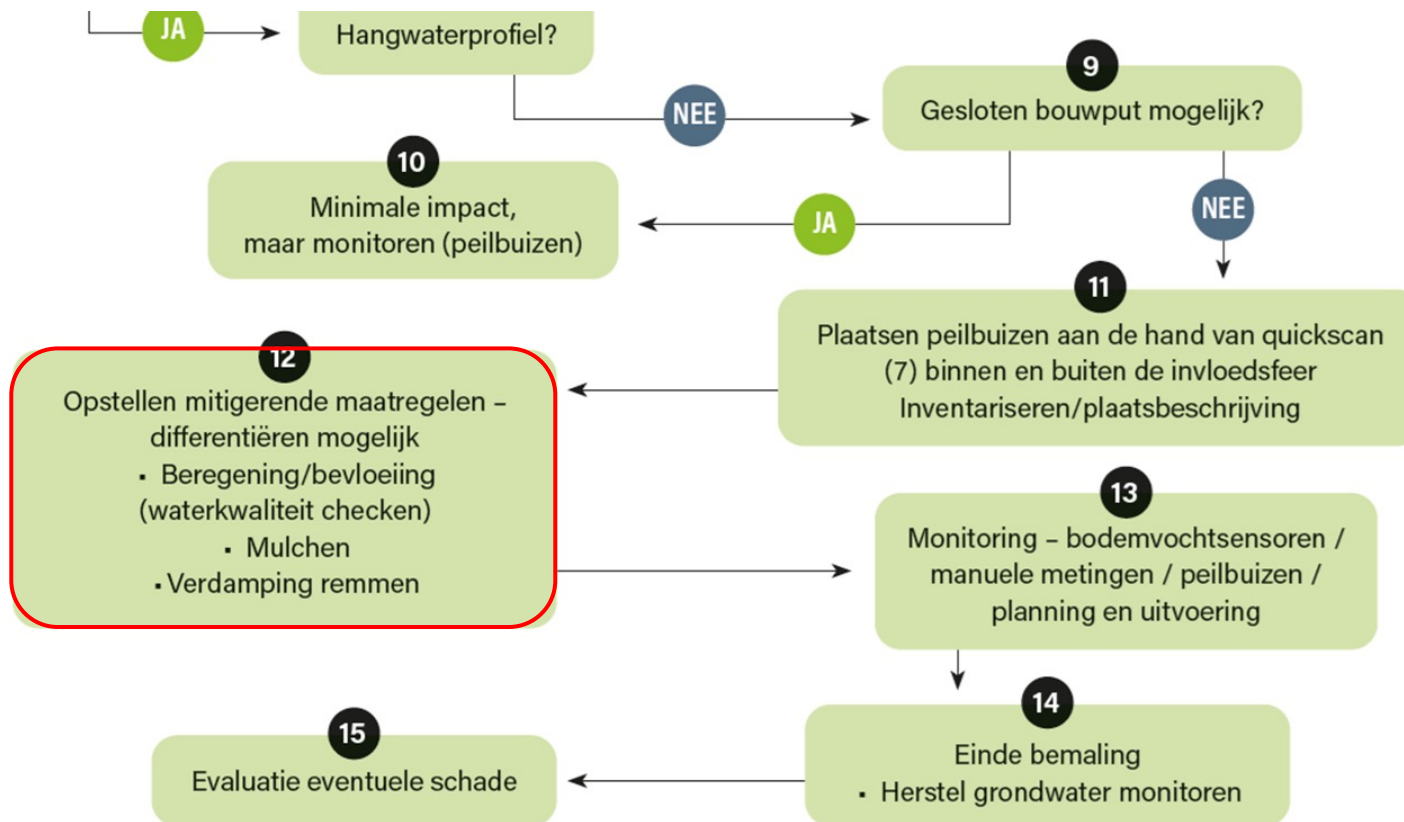 JA
Hangwaterprofiel?
NEE
9
Gesloten bouwput mogelijk?
10
Minimale impact,
maar monitoren (peilbuizen)
JA
NEE
11
Plaatsen peilbuizen aan de hand van quickscan
(7) binnen en buiten de invloedsfeer
Inventariseren/plaatsbeschrijving
12
Opstellen mitigerende maatregelen –
differentiëren mogelijk
▪ Beregening/bevloeiing
(waterkwaliteit checken)
▪ Mulchen
▪ Verdamping remmen
13
Monitoring – bodemvochtsensoren /
manuele metingen / peilbuizen /
planning en uitvoering
14
Einde bemaling
▪ Herstel grondwater monitoren
15
Evaluatie eventuele schade